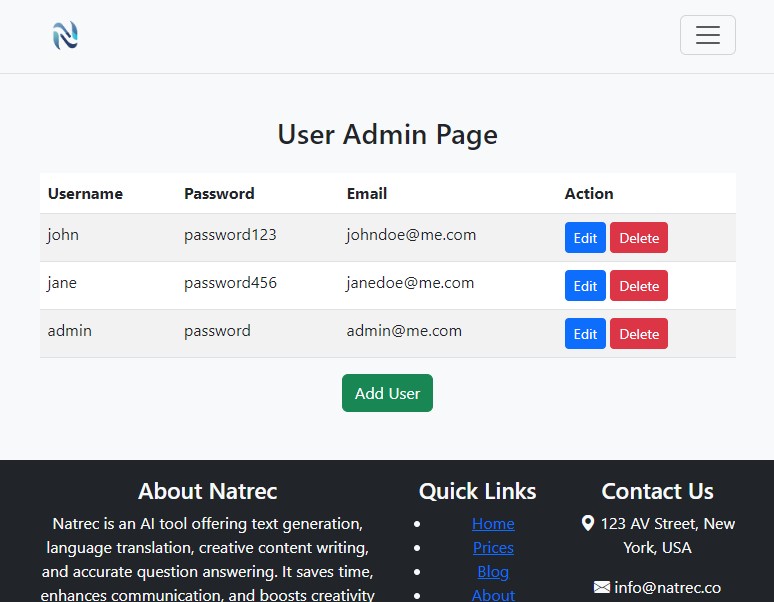 User Admin Page
Username Password Email Action
john password123 johndoe@me.com Edit Delete
jane password456 janedoe@me.com Edit Delete
admin password admin@me.com Edit Delete
Add User
About Natrec
Natrec is an AI tool offering text generation,
language translation, creative content writing,
and accurate question answering. It saves time,
enhances communication, and boosts creativity
Quick Links
Home
Prices
Blog
About
Contact Us
123 AV Street, New
York, USA
info@natrec.co